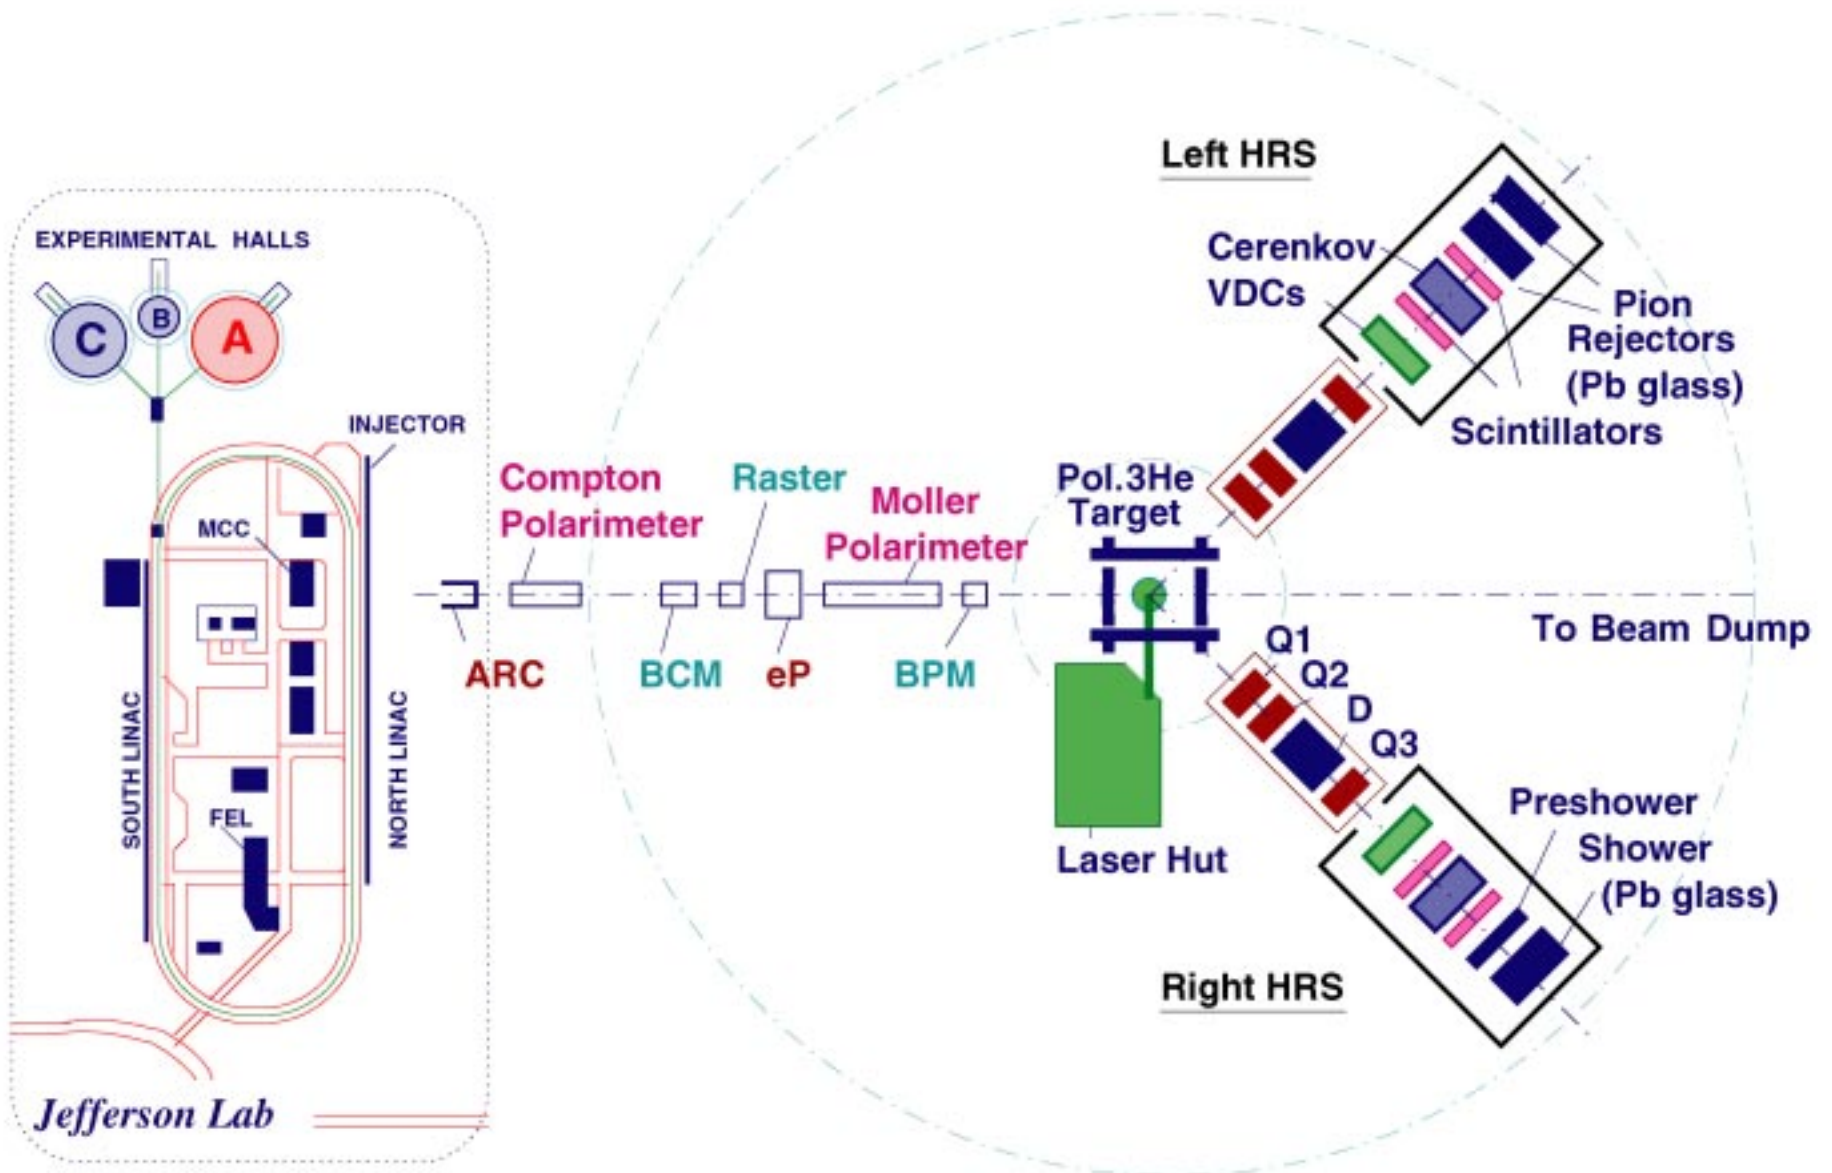 EXPERIMENTAL HALLS
C
B
A
INJECTOR
MCC
SOUTH LINAC
NORTH LINAC
FEL
Jefferson Lab
Compton
Polarimeter
Raster
Moller
Polarimeter
ARC
BCM
eP
BPM
Pol.3He
Target
Laser Hut
To Beam Dump
Left HRS
Cerenkov
VDCs
Pion
Rejectors
(Pb glass)
Scintillators
Q1
Q2
D
Q3
Preshower
Shower
(Pb glass)
Right HRS